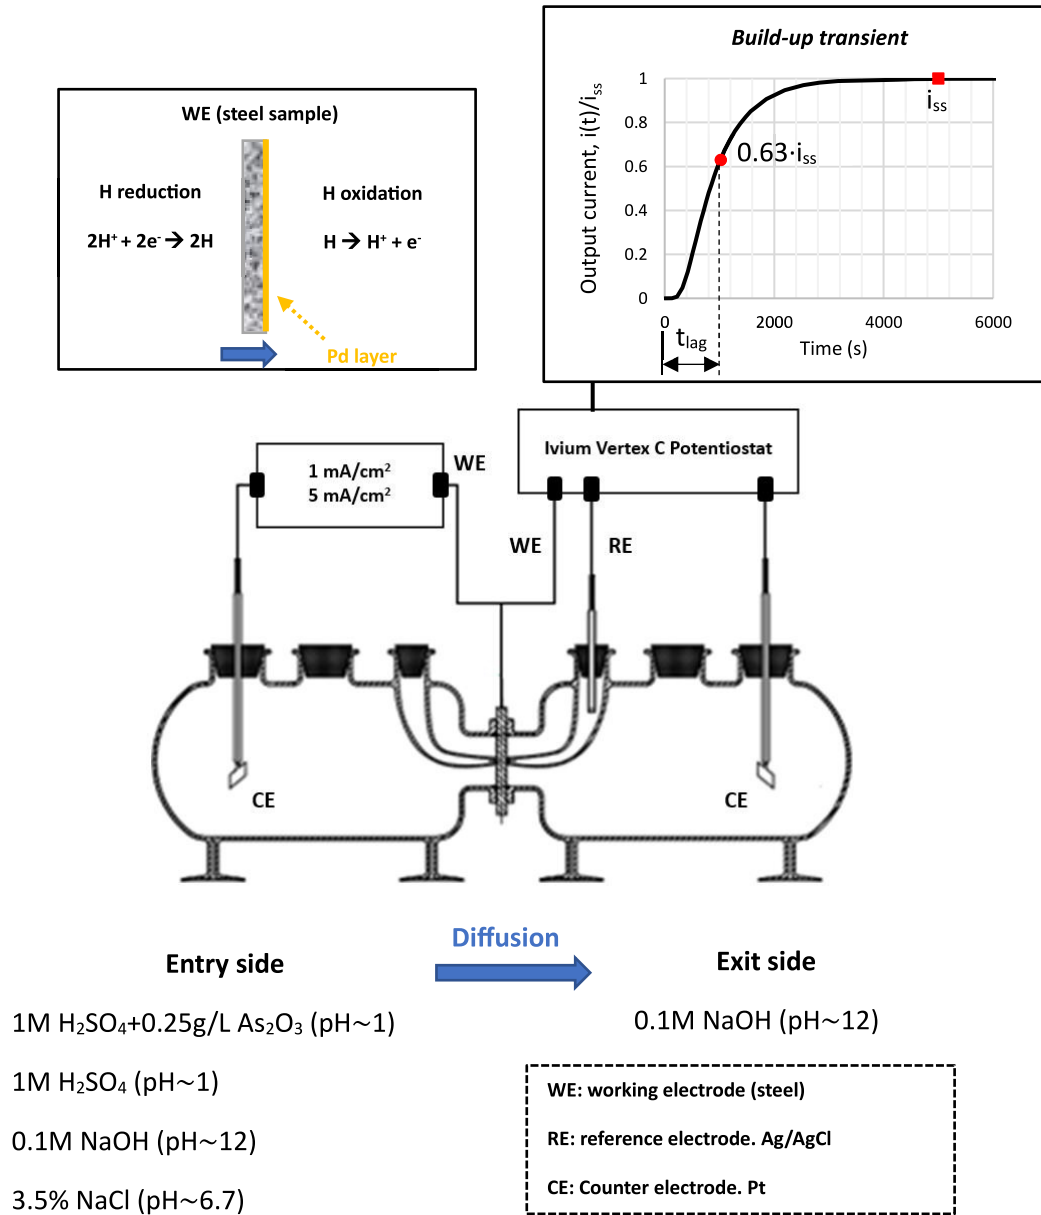 Build-up transient
Output current, i(t)/iss
1
0.8
0.6
0.4
0.2
0
iss
0.63·iss
0
2000
4000
6000
tlag
Time (s)
WE (steel sample)
H reduction
H oxidation
2H⁺ + 2e⁻ → 2H
H → H⁺ + e⁻
Pd layer
1 mA/cm²
5 mA/cm²
WE
Ivium Vertex C Potentiostat
WE
RE
CE
CE
Diffusion
Entry side
Exit side
1M H₂SO₄+0.25g/L As₂O₃ (pH~1)
0.1M NaOH (pH~12)
1M H₂SO₄ (pH~1)
0.1M NaOH (pH~12)
3.5% NaCl (pH~6.7)
WE: working electrode (steel)
RE: reference electrode. Ag/AgCl
CE: Counter electrode. Pt